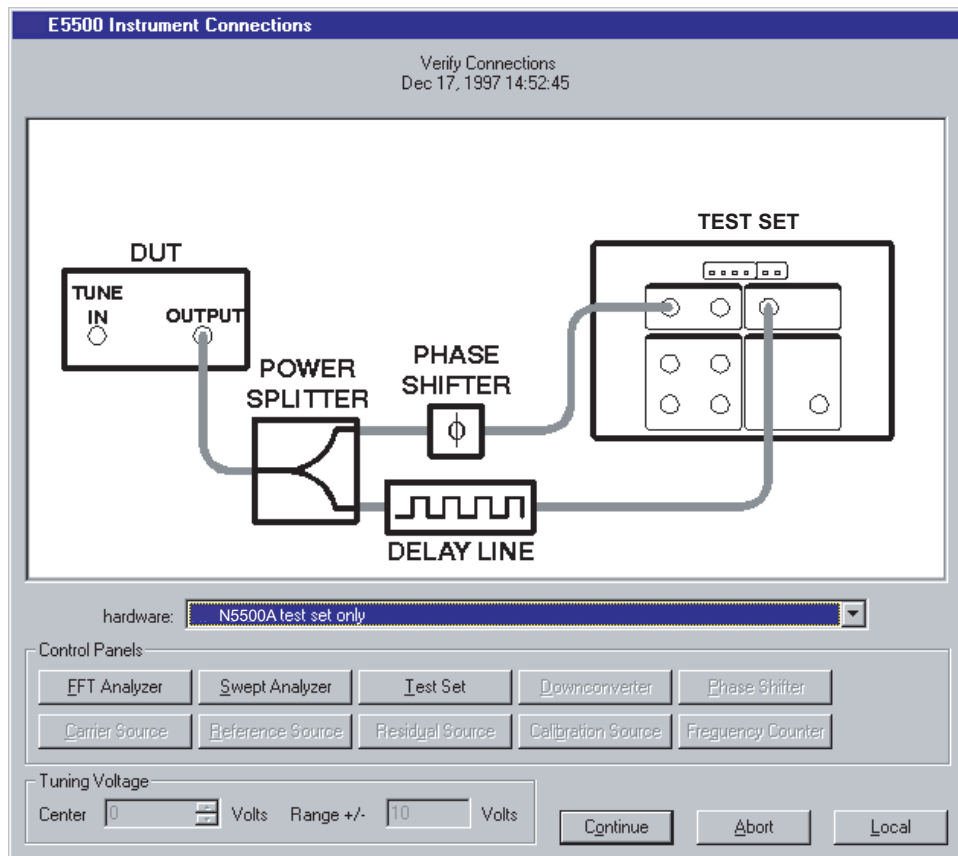 E5500 Instrument Connections
Verify Connections
Dec 17, 1997 14:52:45
TEST SET
DUT
TUNE
IN
OUTPUT
POWER
SPLITTER
PHASE
SHIFTER
ϕ
DELAY LINE
hardware: N5500A test set only
Control Panels
FFT Analyzer Swept Analyzer Test Set Downconverter Phase Shifter
Carrier Source Reference Source Residual Source Calibration Source Frequency Counter
Tuning Voltage
Center 0 Volts Range +/- 10 Volts
Continue Abort Local